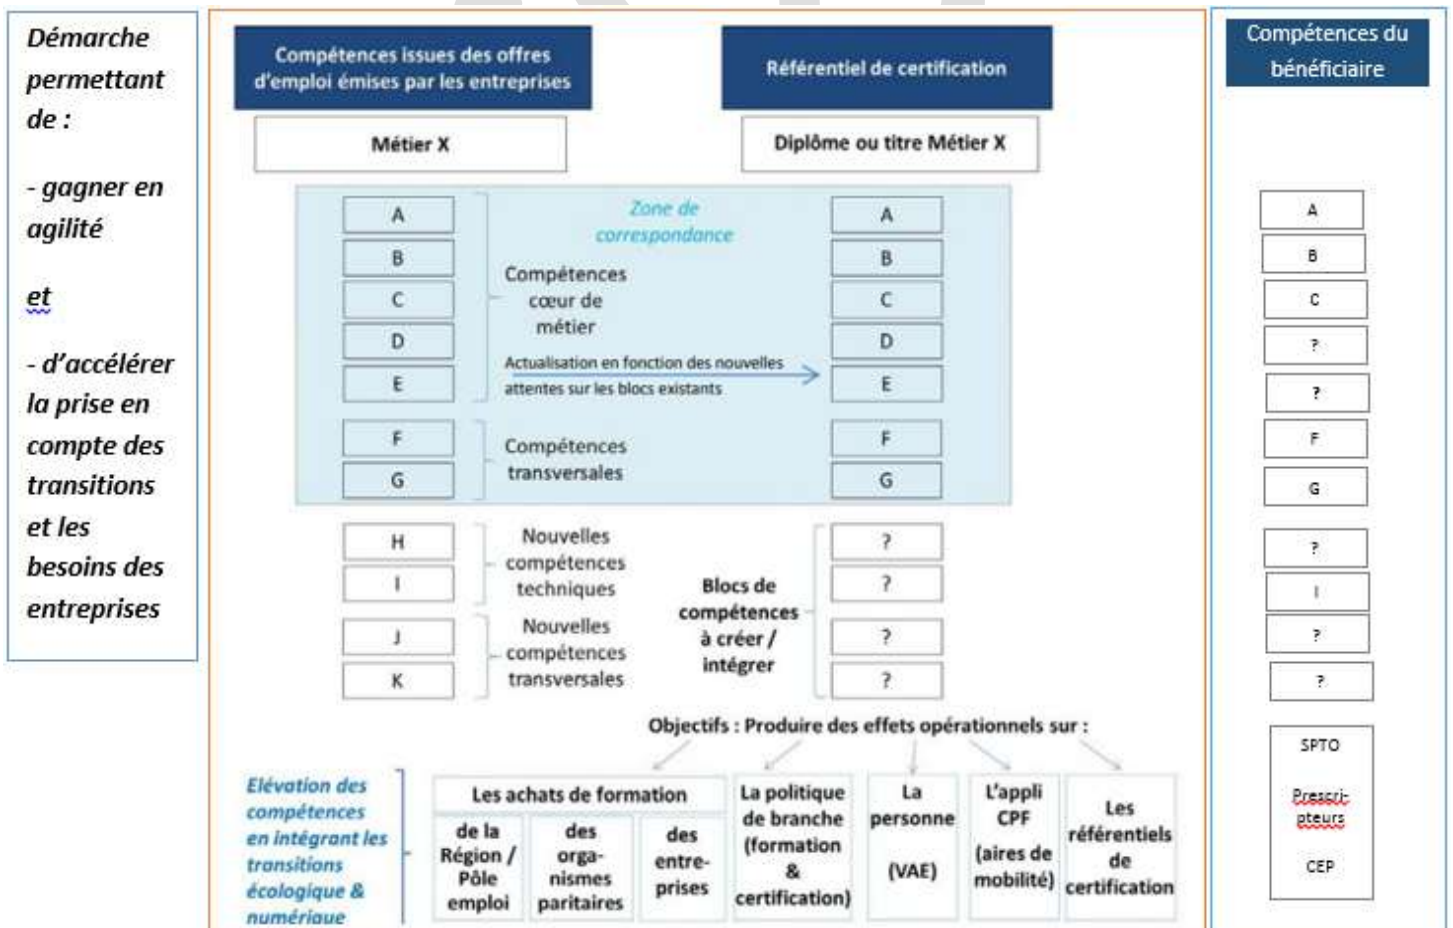 Démarche
permettant
de :
- gagner en
agilité
et
- d'accélérer
la prise en
compte des
transitions
et les
besoins des
entreprises
Compétences issues des offres
d'emploi émises par les entreprises
Métier X
Référentiel de certification
Diplôme ou titre Métier X
Zone de
correspondance
A
B
C
D
E
Compétences
cœur de
métier
Actualisation en fonction des nouvelles
attentes sur les blocs existants
A
B
C
D
E
F
G
Compétences
transversales
F
G
H
I
Nouvelles
compétences
techniques
J
K
Nouvelles
compétences
transversales
Blocs de
compétences
à créer /
intégrer
?
?
?
?
Objectifs : Produire des effets opérationnels sur :
Elévation des
compétences
en intégrant les
transitions
écologique &
numérique
Les achats de formation
de la
Région /
Pôle
emploi
des
orga-
nismes
paritaires
des
entre-
prises
La politique
de branche
(formation
&
certification)
La
personne
(VAE)
L'appli
CPF
(aires de
mobilité)
Les
référentiels
de
certification
Compétences du
bénéficiaire
A
B
C
?
?
F
G
?
I
?
?
SPTO
Prescri-
pteurs
CEP